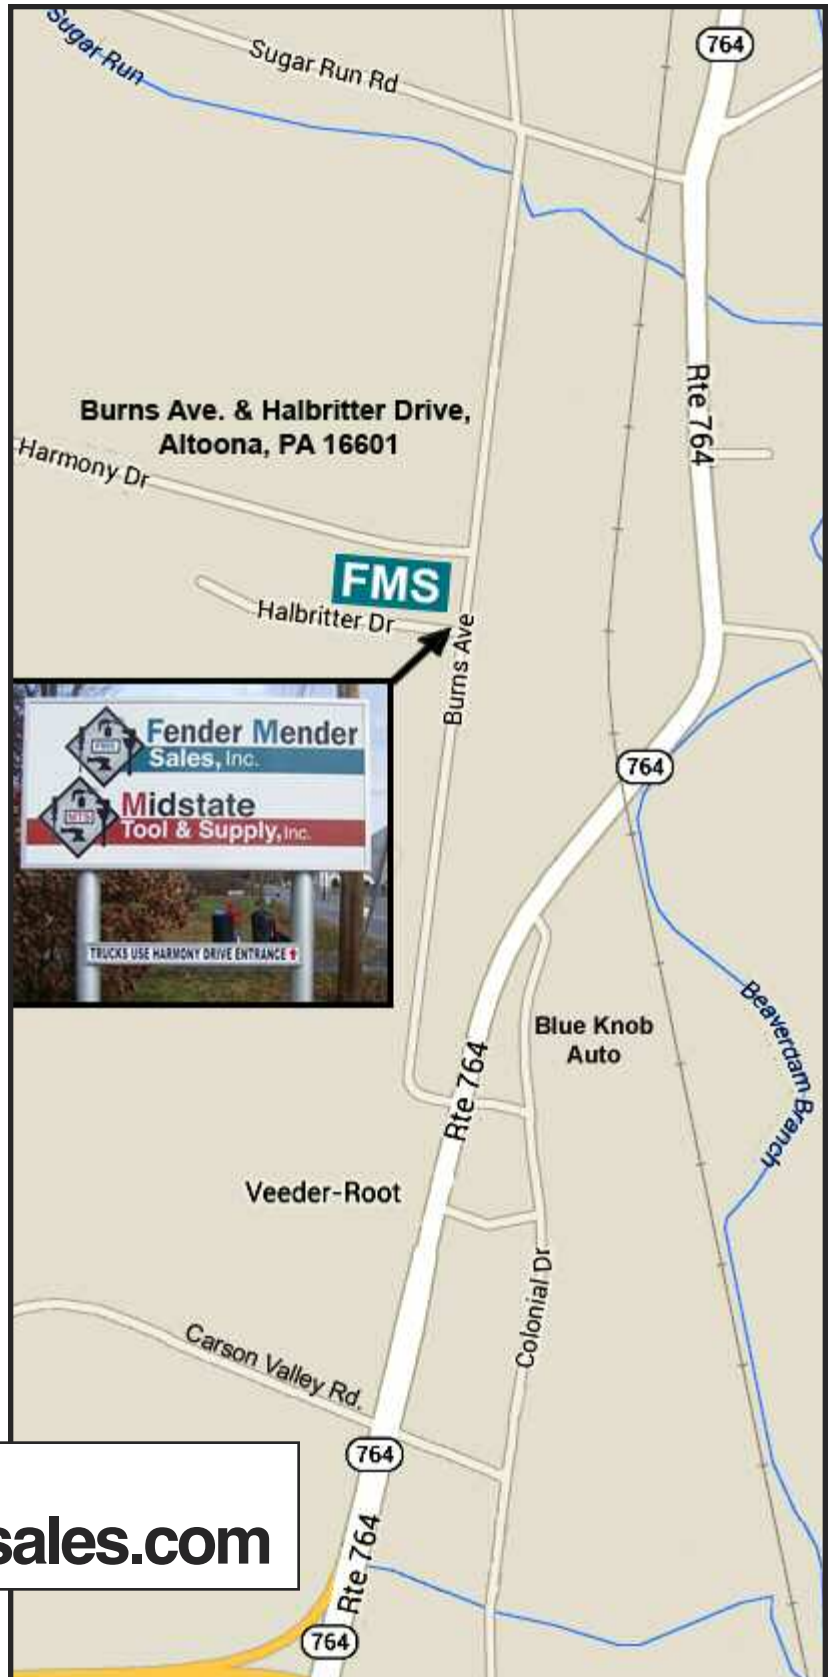 764
Sugar Run
Sugar Run Rd
Rte 764
Burns Ave. & Halbritter Drive,
Altoona, PA 16601
Harmony Dr
FMS
Halbritter Dr
Burns Ave
Fender Mender
Sales, Inc.
FMS
Midstate
Tool & Supply, Inc.
MTS
TRUCKS USE HARMONY DRIVE ENTRANCE
764
Blue Knob
Auto
Beaverdam Branch
Rte 764
Veeder-Root
Colonial Dr
Carson Valley Rd.
764
sales.com
Rte 764
764